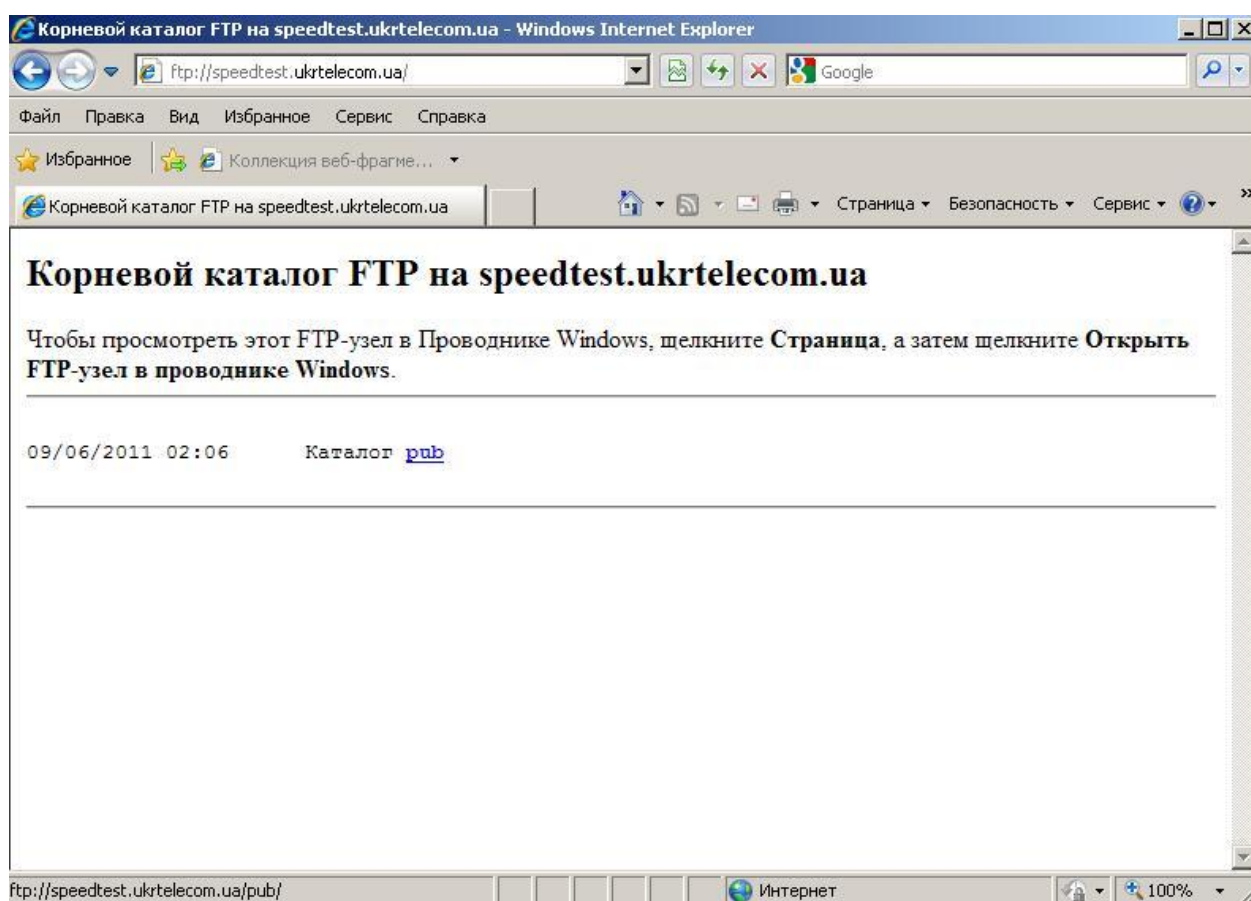 Корневой каталог FTP на speedtest.ukrtelecom.ua - Windows Internet Explorer
ftp://speedtest.ukrtelecom.ua/
Google
Файл Правка Вид Избранное Сервис Справка
Избранное Коллекция веб-фрагме...
Корневой каталог FTP на speedtest.ukrtelecom.ua
Страница Безопасность Сервис
Корневой каталог FTP на speedtest.ukrtelecom.ua
Чтобы просмотреть этот FTP-узел в Проводнике Windows, щелкните Страница, а затем щелкните Открыть
FTP-узел в проводнике Windows.
09/06/2011 02:06 Каталог pub
ftp://speedtest.ukrtelecom.ua/pub/
Интернет
100%